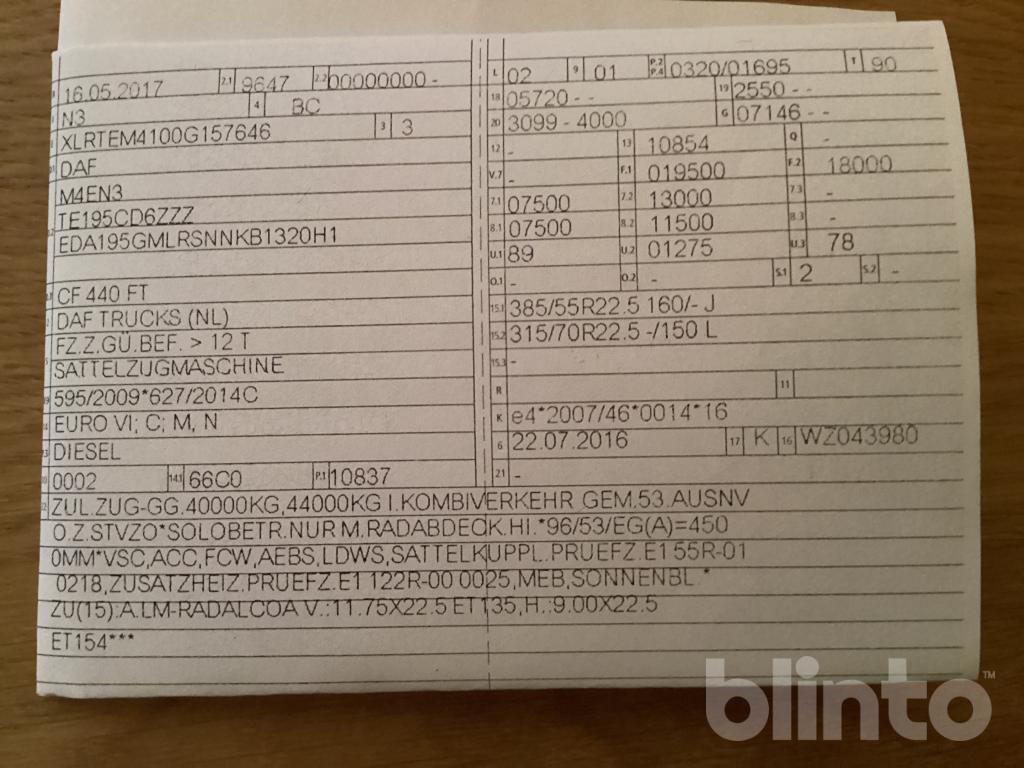 16.05.2017 2.1 9647 2.2 00000000 -
N3 4 BC
XLRTEM4100G157646 3 3
DAF
M4EN3
TE195CD6ZZZ
EDA195GMLRSNNKB1320H1
CF 440 FT
DAF TRUCKS (NL)
FZ.Z.GÜ.BEF. > 12 T
SATTELZUGMASCHINE
595/2009*627/2014C
EURO VI; C; M, N
DIESEL
0002 14.1 66C0 P.1 10837
L 02 9 01 P.2 P.4 0320/01695 T 90
18 05720 - - 19 2550 - -
20 3099 - 4000 G 07146 - -
12 - 13 10854 Q -
V.7 - F.1 019500 F.2 18000
7.1 07500 7.2 13000 7.3 -
8.1 07500 8.2 11500 8.3 -
U.1 89 U.2 01275 U.3 78
O.1 - O.2 - S.1 2 S.2 -
15.1 385/55R22.5 160/- J
15.2 315/70R22.5 -/150 L
15.3 -
R 11
K e4*2007/46*0014*16
6 22.07.2016 17 K 16 WZ043980
21 -
ZUL.ZUG-GG.40000KG,44000KG I.KOMBIVERKEHR GEM.53.AUSNV
O.Z.STVZO*SOLOBETR.NUR M.RADABDECK.HI.*96/53/EG(A)=450
0MM*VSC,ACC,FCW,AEBS,LDWS,SATTELKUPPL.PRUEFZ.E1 55R-01
0218,ZUSATZHEIZ.PRUEFZ.E1 122R-00 0025,MEB,SONNENBL *
ZU(15):A.LM-RADALCOA V.:11.75X22.5 ET135,H.:9.00X22.5
ET154***
blinto™